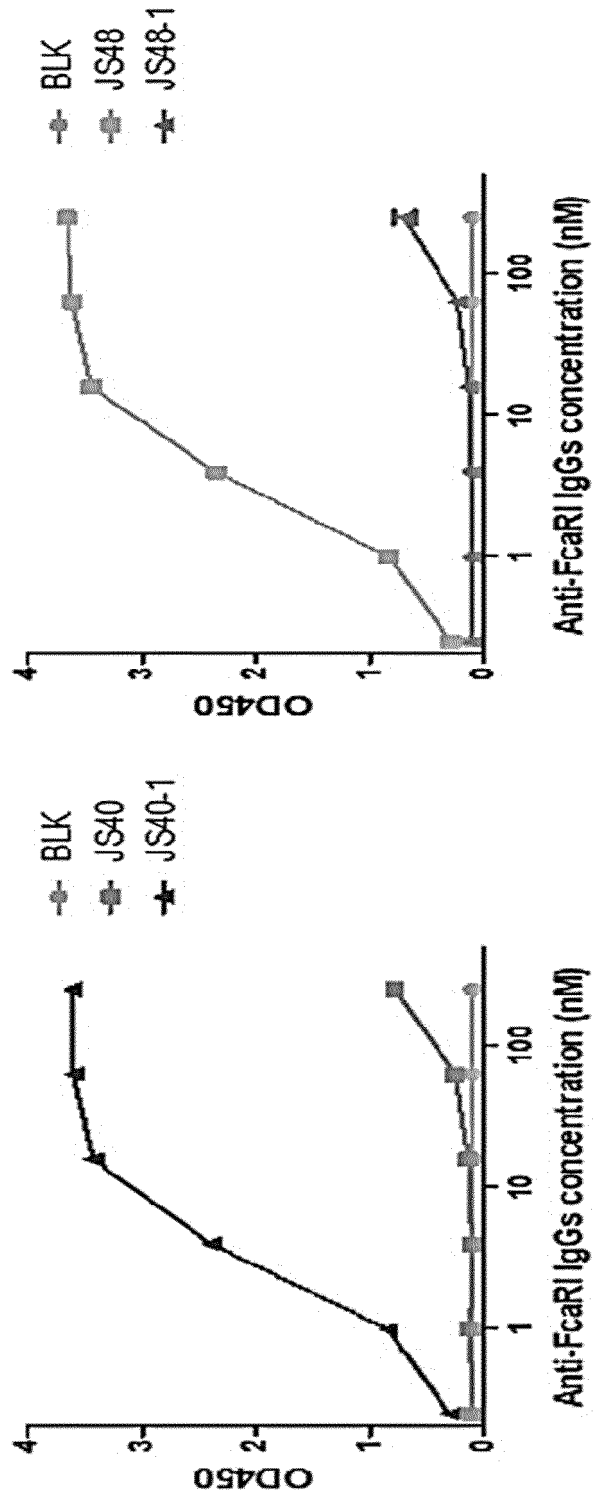 4
3
2
1
0
OD450
1
10
100
Anti-FcaRI IgGs concentration (nM)
BLK
JS40
JS40-1
4
3
2
1
0
OD450
1
10
100
Anti-FcaRI IgGs concentration (nM)
BLK
JS48
JS48-1